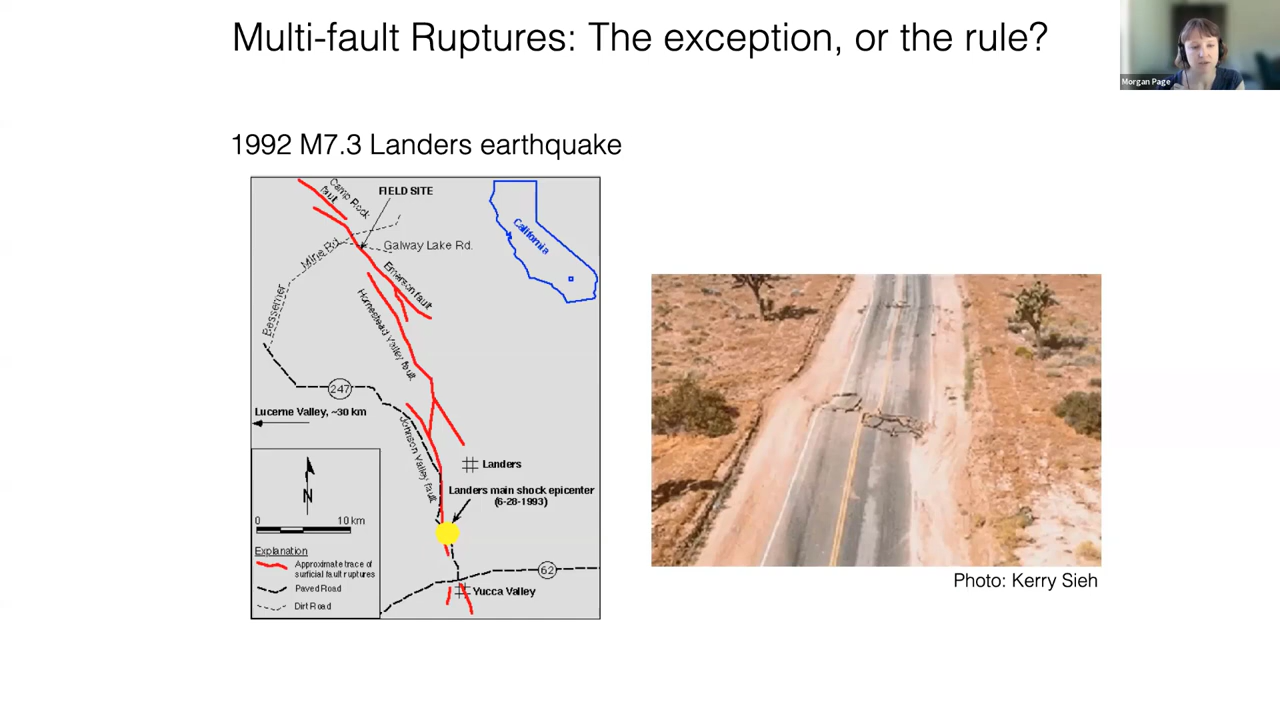 Multi-fault Ruptures: The exception, or the rule?
Morgan Page
1992 M7.3 Landers earthquake
Camp Rock
fault
FIELD SITE
California
Mine Rd.
Galway Lake Rd.
Emerson fault
Bessemer
Homestead Valley fault
247
Lucerne Valley, ~30 km
Johnson Valley fault
Landers
N
Landers main shock epicenter
(6-28-1993)
0 10 km
Explanation
Approximate trace of
surficial fault ruptures
Paved Road
Dirt Road
62
Yucca Valley
Photo: Kerry Sieh